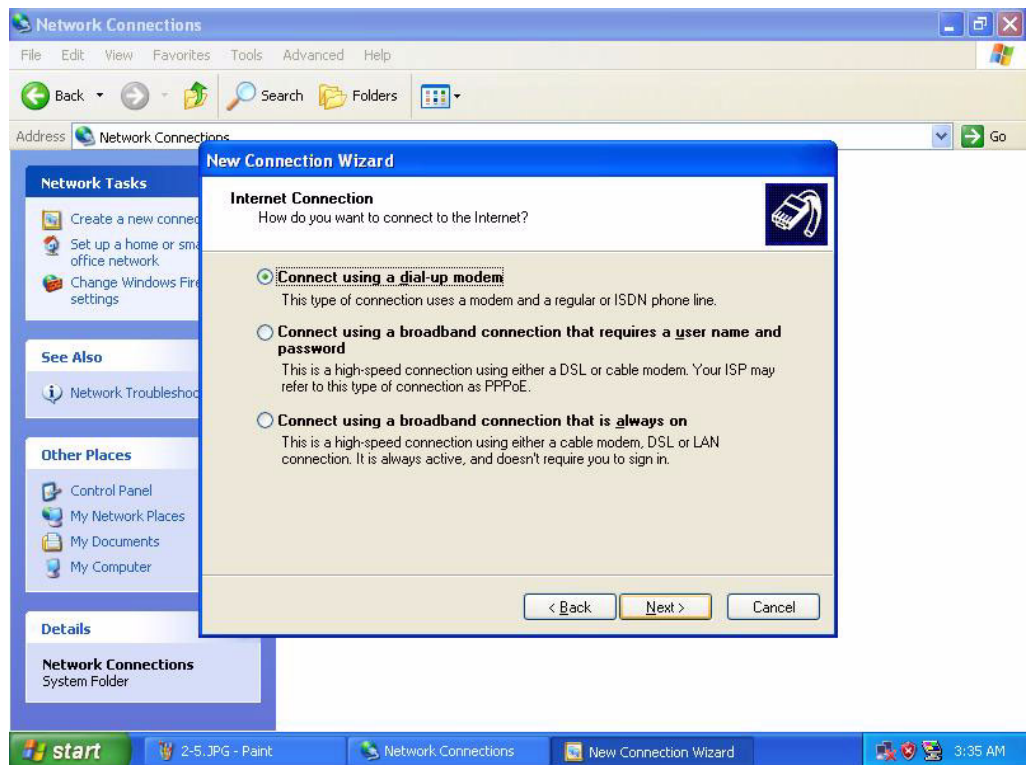 Network Connections
File Edit View Favorites Tools Advanced Help
Back Search Folders
Address Network Connections Go
New Connection Wizard
Network Tasks
Create a new connec
Set up a home or sma
office network
Change Windows Fire
settings
See Also
Network Troubleshoo
Other Places
Control Panel
My Network Places
My Documents
My Computer
Details
Network Connections
System Folder
Internet Connection
How do you want to connect to the Internet?
Connect using a dial-up modem
This type of connection uses a modem and a regular or ISDN phone line.
Connect using a broadband connection that requires a user name and
password
This is a high-speed connection using either a DSL or cable modem. Your ISP may
refer to this type of connection as PPPoE.
Connect using a broadband connection that is always on
This is a high-speed connection using either a cable modem, DSL or LAN
connection. It is always active, and doesn't require you to sign in.
< Back Next > Cancel
start 2-5.JPG - Paint Network Connections New Connection Wizard 3:35 AM